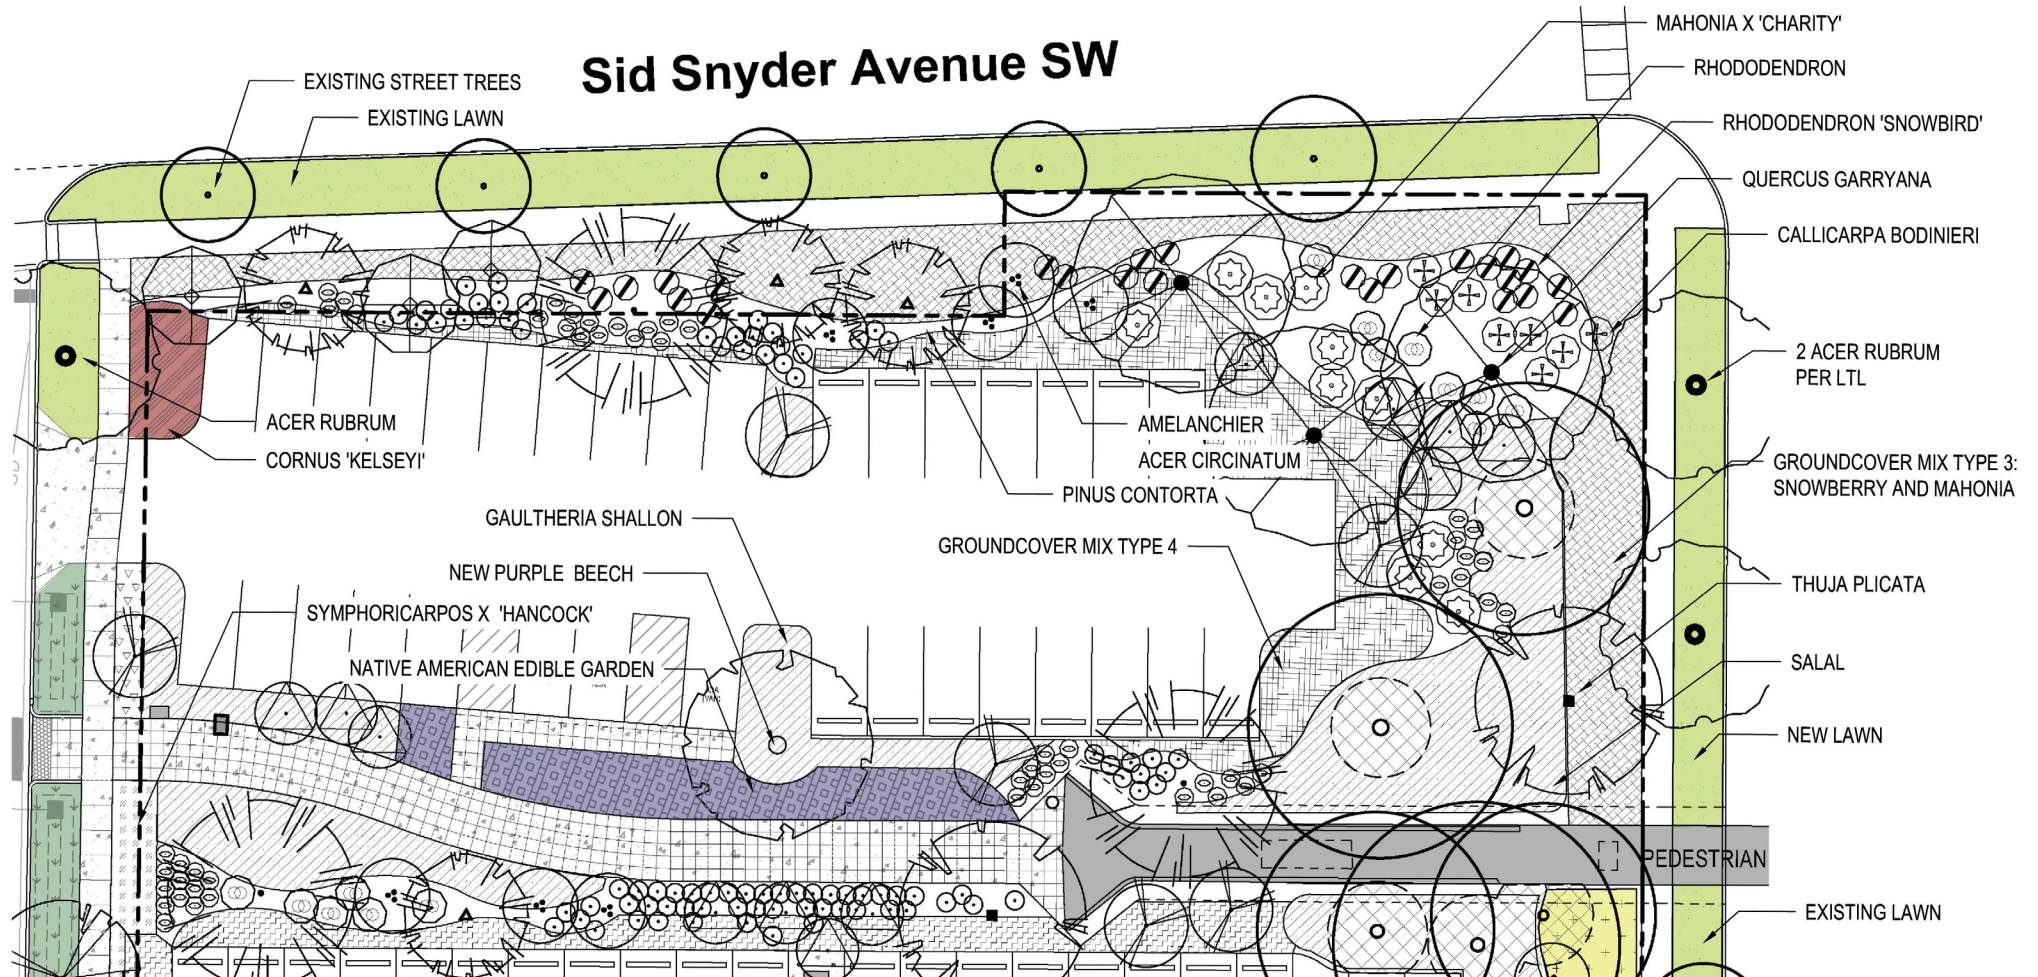 Sid Snyder Avenue SW
EXISTING STREET TREES
EXISTING LAWN
MAHONIA X 'CHARITY'
RHODODENDRON
RHODODENDRON 'SNOWBIRD'
QUERCUS GARRYANA
CALLICARPA BODINIERI
2 ACER RUBRUM
PER LTL
ACER RUBRUM
CORNUS 'KELSEYI'
AMELANCHIER
ACER CIRCINATUM
PINUS CONTORTA
GROUNDCOVER MIX TYPE 3:
SNOWBERRY AND MAHONIA
GAULTHERIA SHALLON
GROUNDCOVER MIX TYPE 4
NEW PURPLE BEECH
SYMPHORICARPOS X 'HANCOCK'
THUJA PLICATA
NATIVE AMERICAN EDIBLE GARDEN
SALAL
NEW LAWN
PEDESTRIAN
EXISTING LAWN